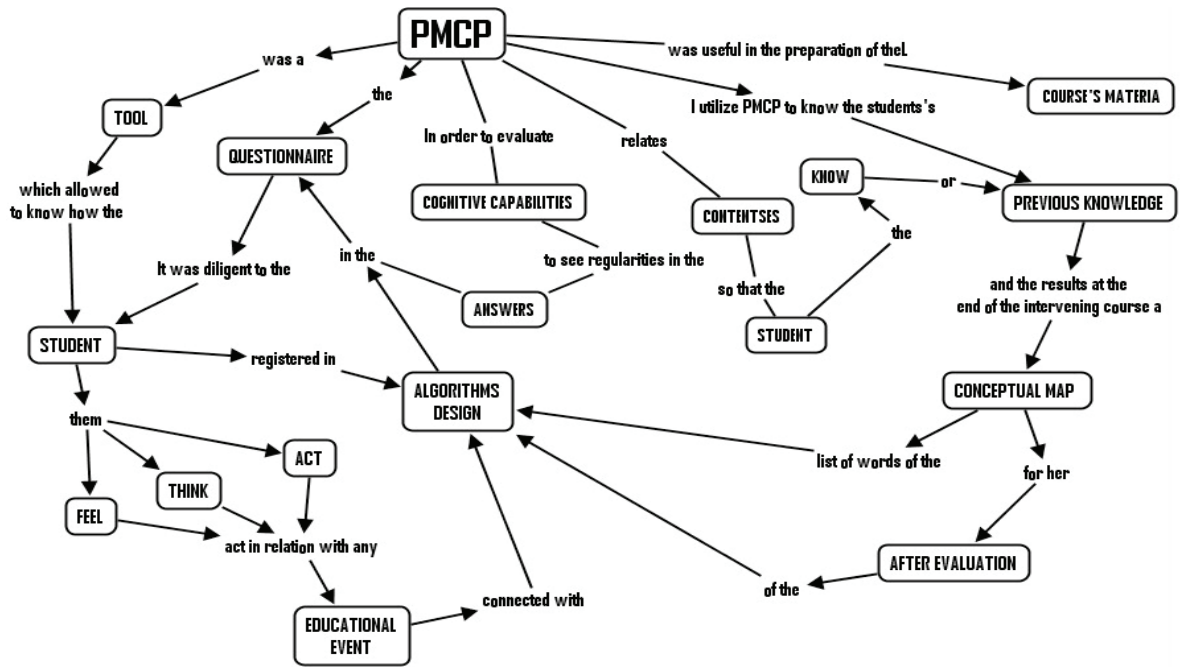 PMCP
was useful in the preparation of theL
was a
COURSE'S MATERIA
the
I utilize PMCP to know the students's
TOOL
In order to evaluate
relates
QUESTIONNAIRE
KNOW
or
which allowed
to know how the
COGNITIVE CAPABILITIES
CONTENTSES
PREVIOUS KNOWLEDGE
the
in the
It was diligent to the
to see regularities in the
so that the
and the results at the
end of the intervening course a
ANSWERS
STUDENT
STUDENT
registered in
ALGORITHMS
DESIGN
CONCEPTUAL MAP
them
ACT
list of words of the
for her
THINK
FEEL
act in relation with any
AFTER EVALUATION
of the
connected with
EDUCATIONAL
EVENT